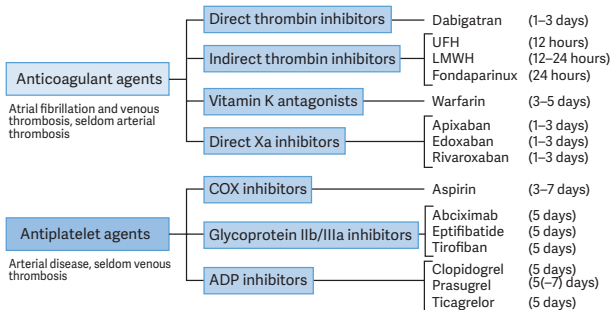 Direct thrombin inhibitors Dabigatran (1–3 days)
UFH (12 hours)
Indirect thrombin inhibitors LMWH (12–24 hours)
Fondaparinux (24 hours)
Anticoagulant agents
Atrial fibrillation and venous
thrombosis, seldom arterial
thrombosis
Vitamin K antagonists Warfarin (3–5 days)
Apixaban (1–3 days)
Direct Xa inhibitors Edoxaban (1–3 days)
Rivaroxaban (1–3 days)
COX inhibitors Aspirin (3–7 days)
Antiplatelet agents
Arterial disease, seldom venous
thrombosis
Abciximab (5 days)
Glycoprotein IIb/IIIa inhibitors Eptifibatide (5 days)
Tirofiban (5 days)
Clopidogrel (5 days)
ADP inhibitors Prasugrel (5(–7) days)
Ticagrelor (5 days)